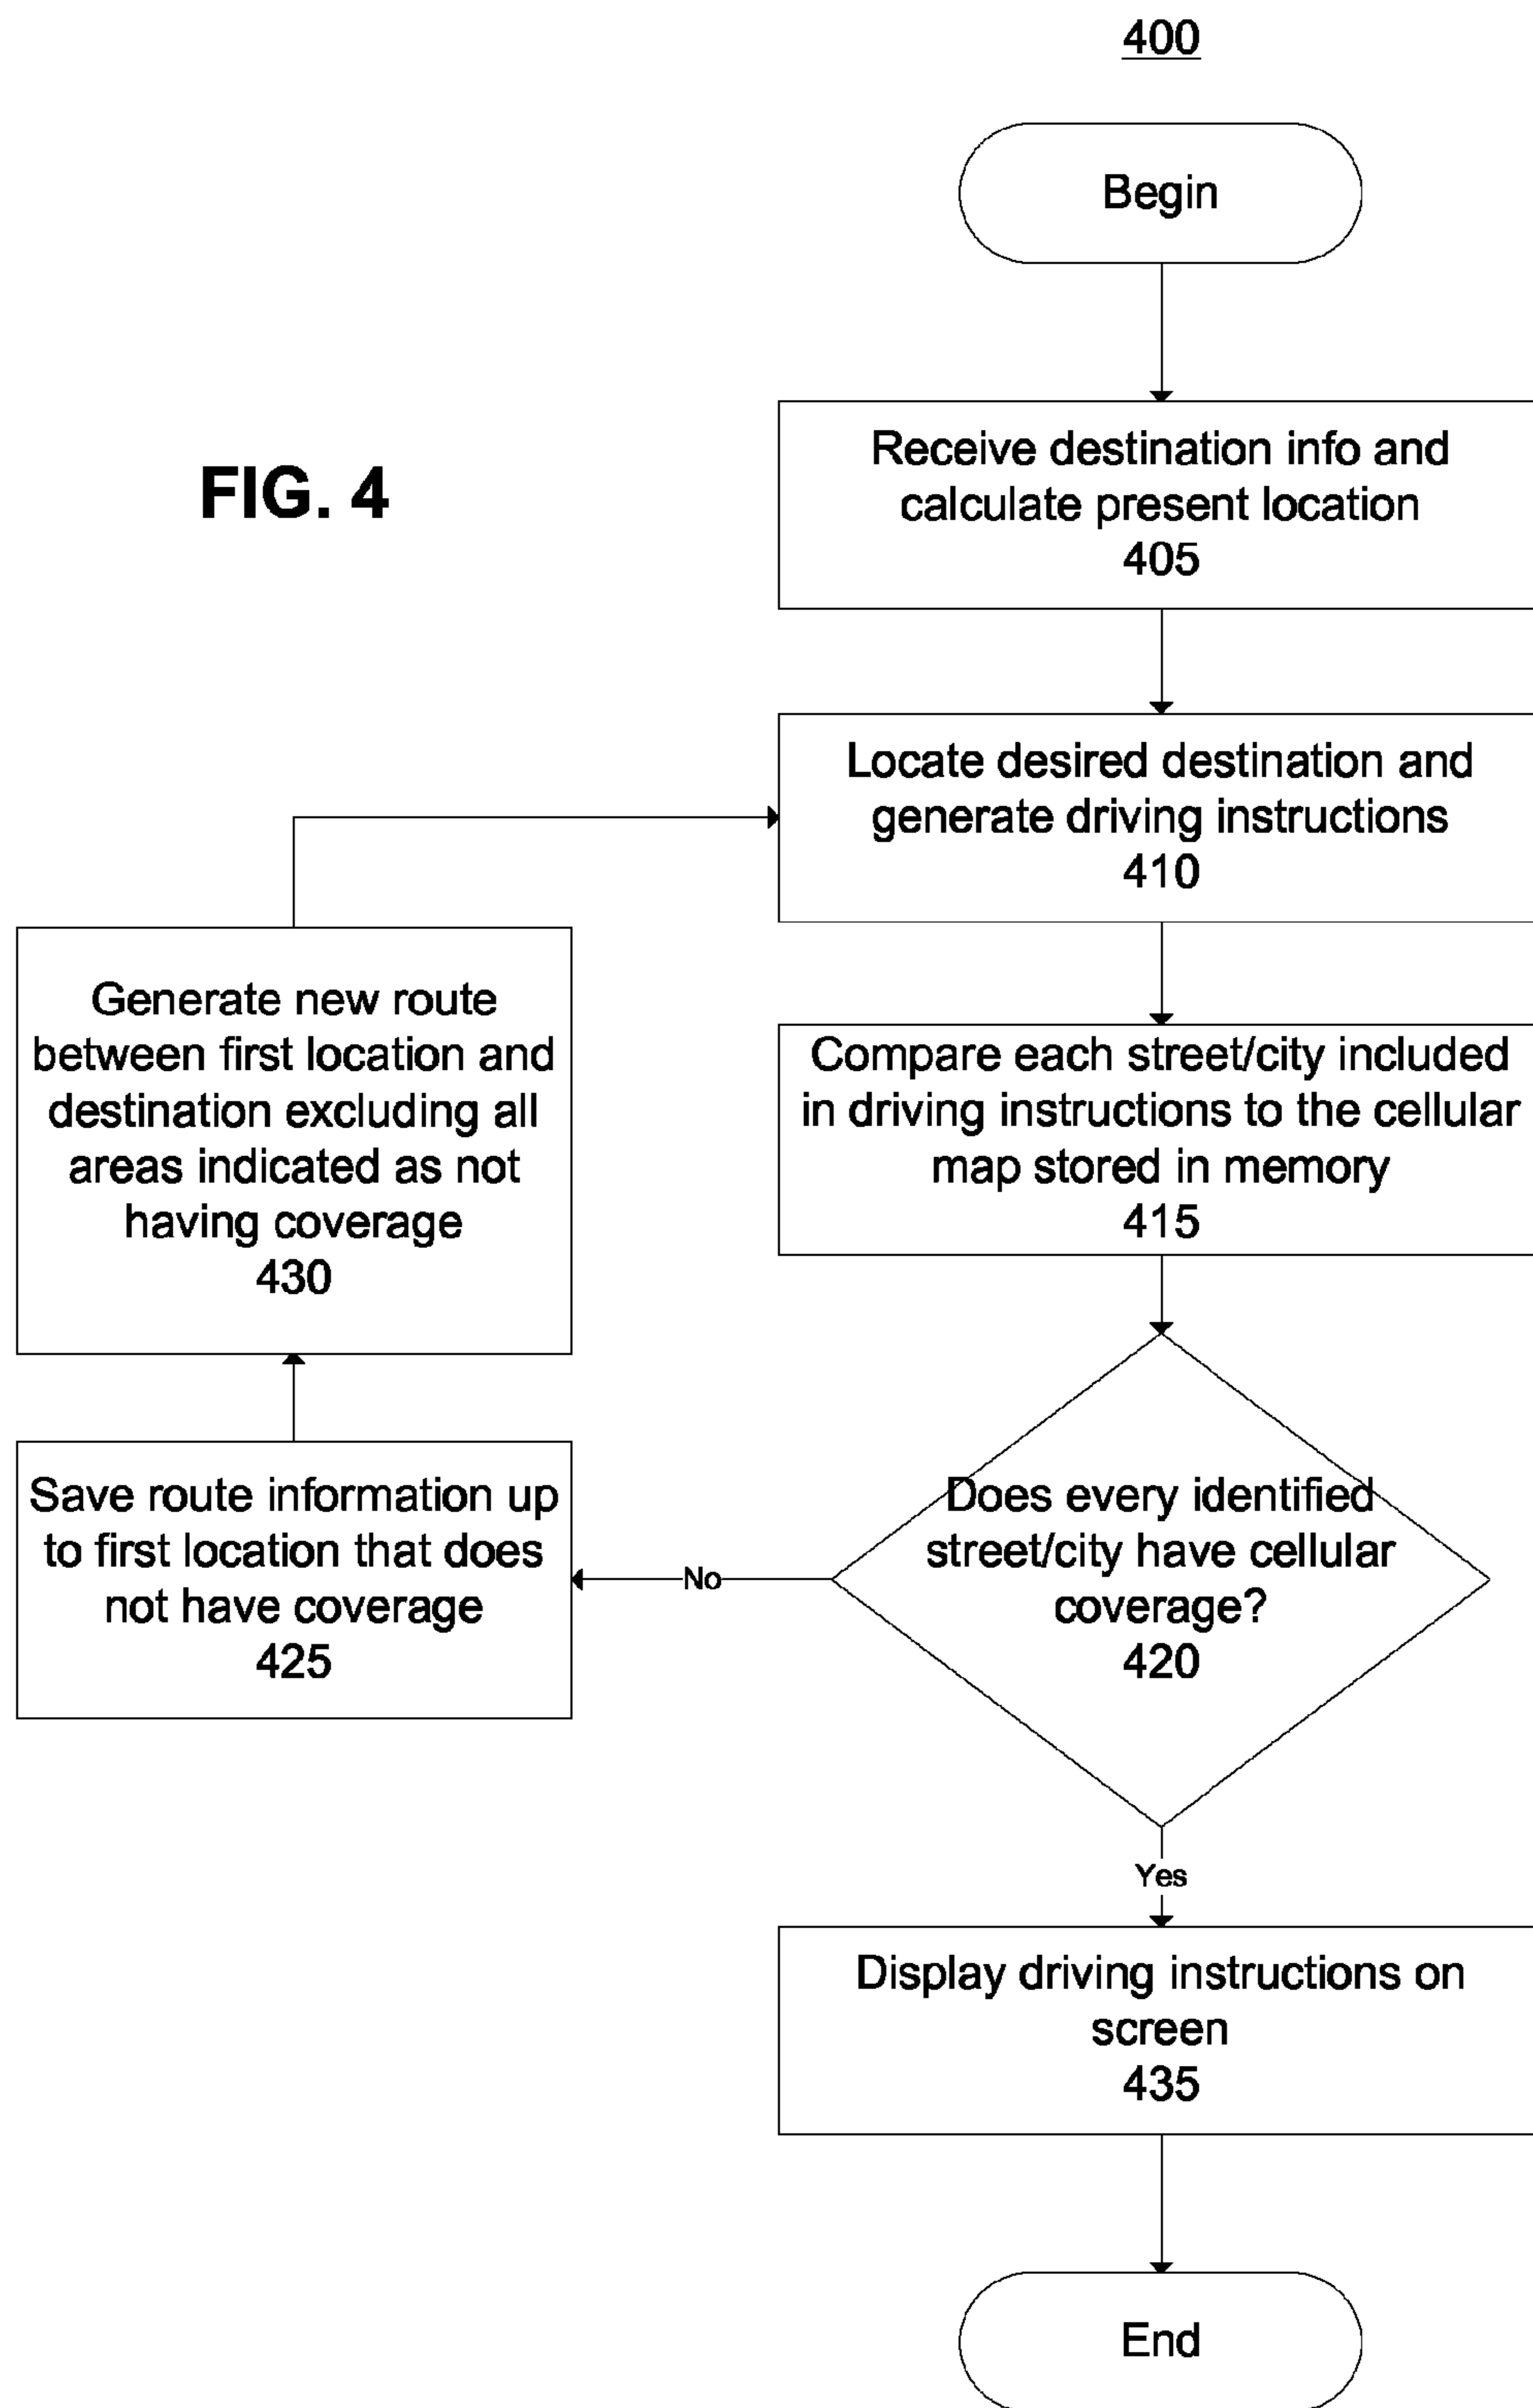 400
Begin
FIG. 4
Receive destination info and
calculate present location
405
Locate desired destination and
generate driving instructions
410
Generate new route
between first location and
destination excluding all
areas indicated as not
having coverage
430
Compare each street/city included
in driving instructions to the cellular
map stored in memory
415
Save route information up
to first location that does
not have coverage
425
No
Does every identified
street/city have cellular
coverage?
420
Yes
Display driving instructions on
screen
435
End